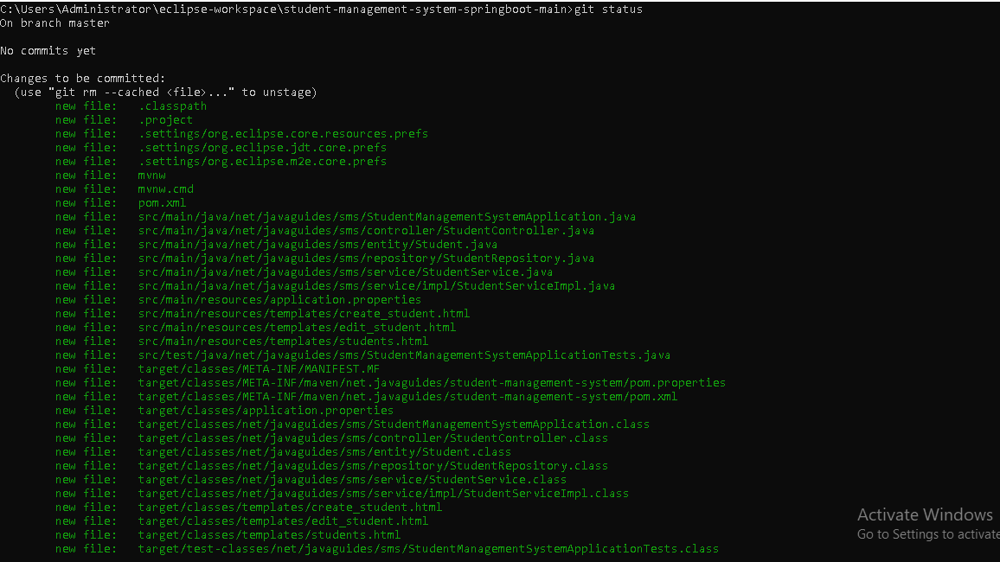 C:\Users\Administrator\eclipse-workspace\student-management-system-springboot-main>git status
On branch master
No commits yet
Changes to be committed:
  (use "git rm --cached <file>..." to unstage)
        new file:   .classpath
        new file:   .project
        new file:   .settings/org.eclipse.core.resources.prefs
        new file:   .settings/org.eclipse.jdt.core.prefs
        new file:   .settings/org.eclipse.m2e.core.prefs
        new file:   mvnw
        new file:   mvnw.cmd
        new file:   pom.xml
        new file:   src/main/java/net/javaguides/sms/StudentManagementSystemApplication.java
        new file:   src/main/java/net/javaguides/sms/controller/StudentController.java
        new file:   src/main/java/net/javaguides/sms/entity/Student.java
        new file:   src/main/java/net/javaguides/sms/repository/StudentRepository.java
        new file:   src/main/java/net/javaguides/sms/service/StudentService.java
        new file:   src/main/java/net/javaguides/sms/service/impl/StudentServiceImpl.java
        new file:   src/main/resources/application.properties
        new file:   src/main/resources/templates/create_student.html
        new file:   src/main/resources/templates/edit_student.html
        new file:   src/main/resources/templates/students.html
        new file:   src/test/java/net/javaguides/sms/StudentManagementSystemApplicationTests.java
        new file:   target/classes/META-INF/MANIFEST.MF
        new file:   target/classes/META-INF/maven/net.javaguides/student-management-system/pom.properties
        new file:   target/classes/META-INF/maven/net.javaguides/student-management-system/pom.xml
        new file:   target/classes/application.properties
        new file:   target/classes/net/javaguides/sms/StudentManagementSystemApplication.class
        new file:   target/classes/net/javaguides/sms/controller/StudentController.class
        new file:   target/classes/net/javaguides/sms/entity/Student.class
        new file:   target/classes/net/javaguides/sms/repository/StudentRepository.class
        new file:   target/classes/net/javaguides/sms/service/StudentService.class
        new file:   target/classes/net/javaguides/sms/service/impl/StudentServiceImpl.class
        new file:   target/classes/templates/create_student.html
        new file:   target/classes/templates/edit_student.html
        new file:   target/classes/templates/students.html
        new file:   target/test-classes/net/javaguides/sms/StudentManagementSystemApplicationTests.class
Activate Windows
Go to Settings to activate